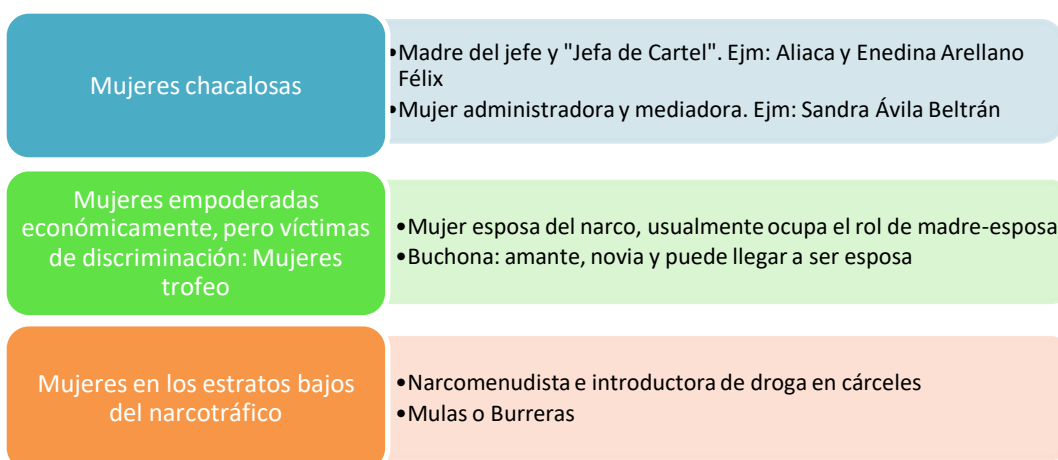 Mujeres chacalosas
•Madre del jefe y "Jefa de Cartel". Ejm: Aliaca y Enedina Arellano
Félix
•Mujer administradora y mediadora. Ejm: Sandra Ávila Beltrán
Mujeres empoderadas
económicamente, pero víctimas
de discriminación: Mujeres
trofeo
•Mujer esposa del narco, usualmente ocupa el rol de madre-esposa
•Buchona: amante, novia y puede llegar a ser esposa
Mujeres en los estratos bajos
del narcotráfico
•Narcomenudista e introductora de droga en cárceles
•Mulas o Burreras